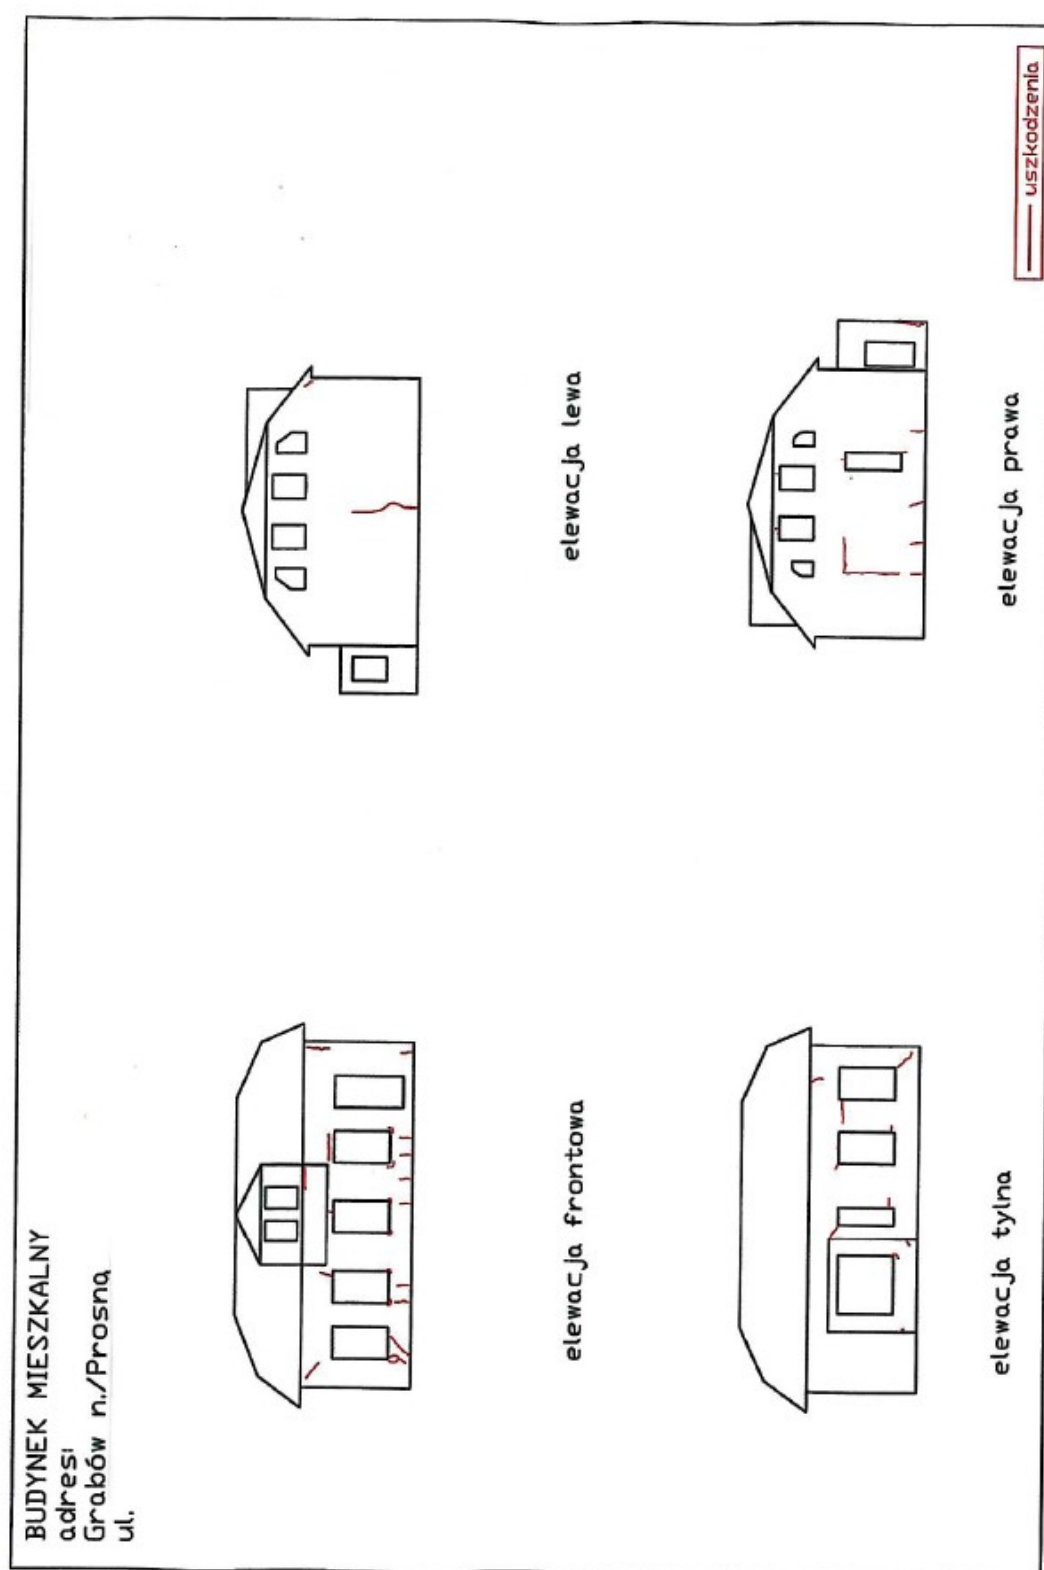 BUDYNEK MIESZKALNY
adres:
Grabów n./Prosną
ul.
elewacja frontowa
elewacja lewa
elewacja tylna
elewacja prawa
uszkodzenia